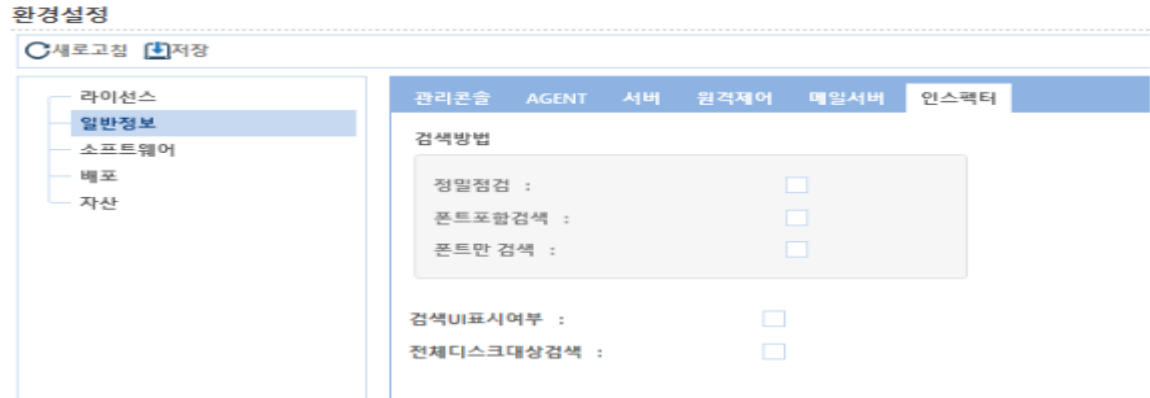 환경설정
새로고침 저장
라이선스
일반정보
소프트웨어
배포
자산
관리콘솔 AGENT 서버 원격제어 메일서버 인스펙터
검색방법
정밀점검 :
폰트포함검색 :
폰트만 검색 :
검색UI표시여부 :
전체디스크대상검색 :